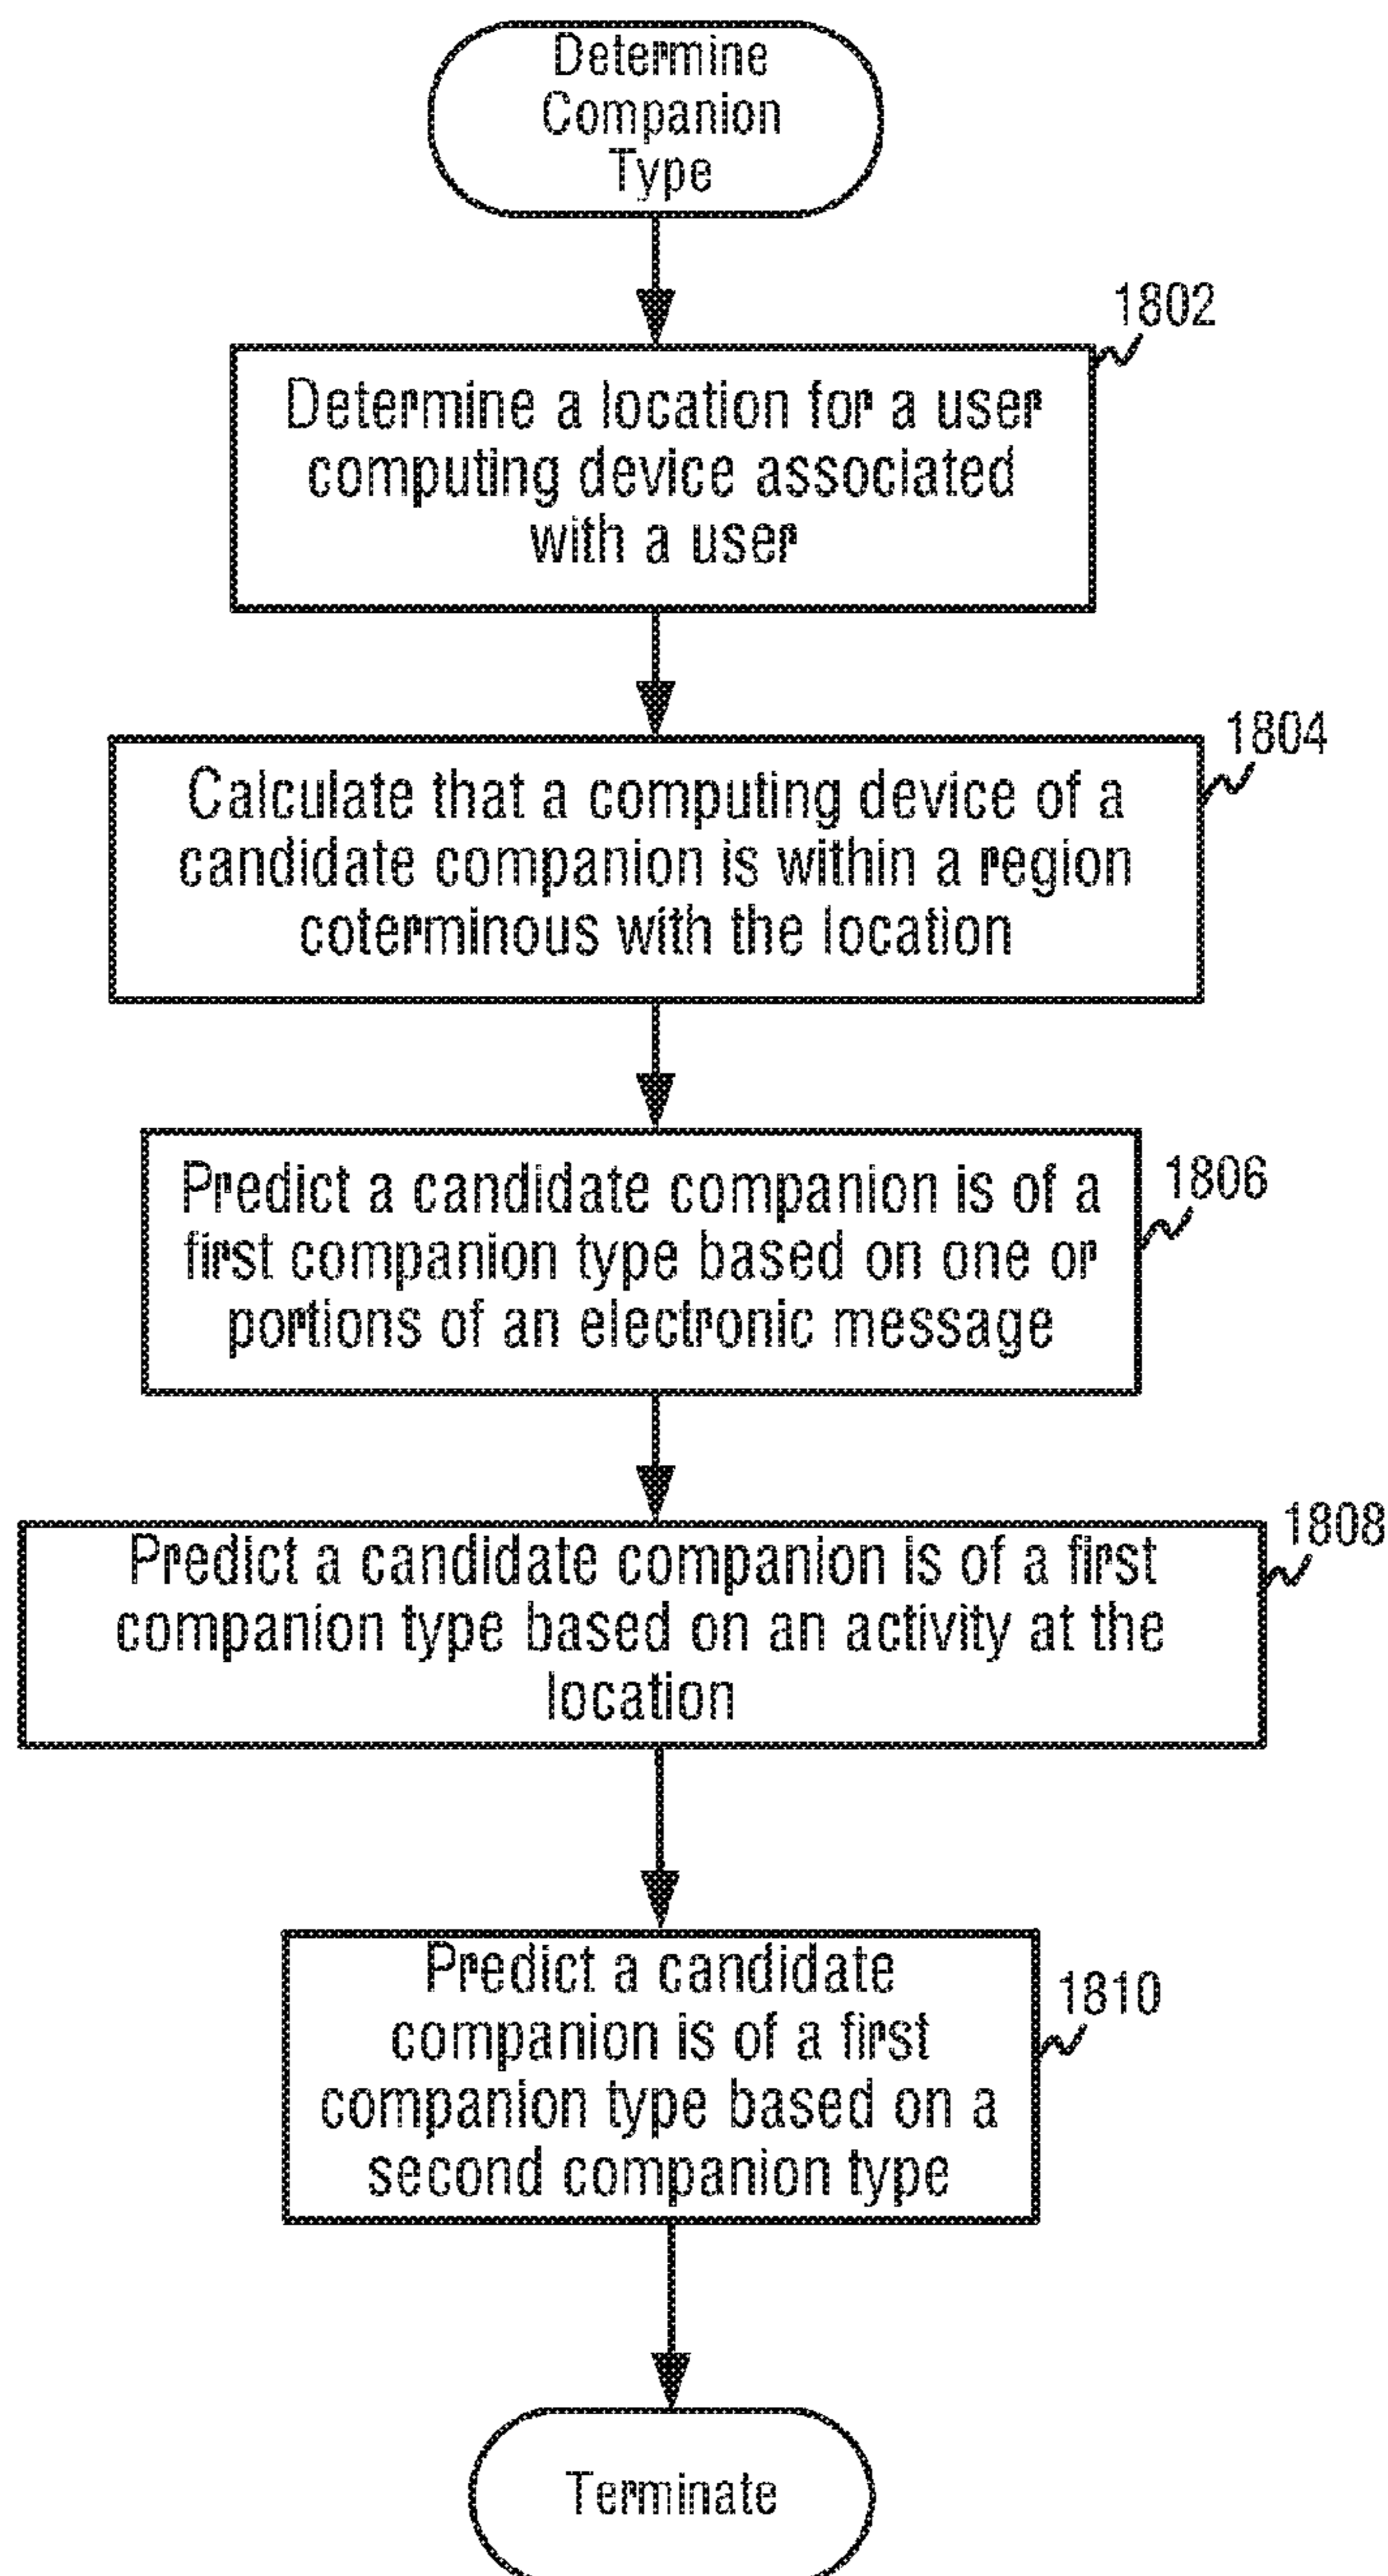 Determine
Companion
Type
1802
Determine a location for a user
computing device associated
with a user
1804
Calculate that a computing device of a
candidate companion is within a region
coterminous with the location
1806
Predict a candidate companion is of a
first companion type based on one or
portions of an electronic message
1808
Predict a candidate companion is of a first
companion type based on an activity at the
location
1810
Predict a candidate
companion is of a first
companion type based on a
second companion type
Terminate